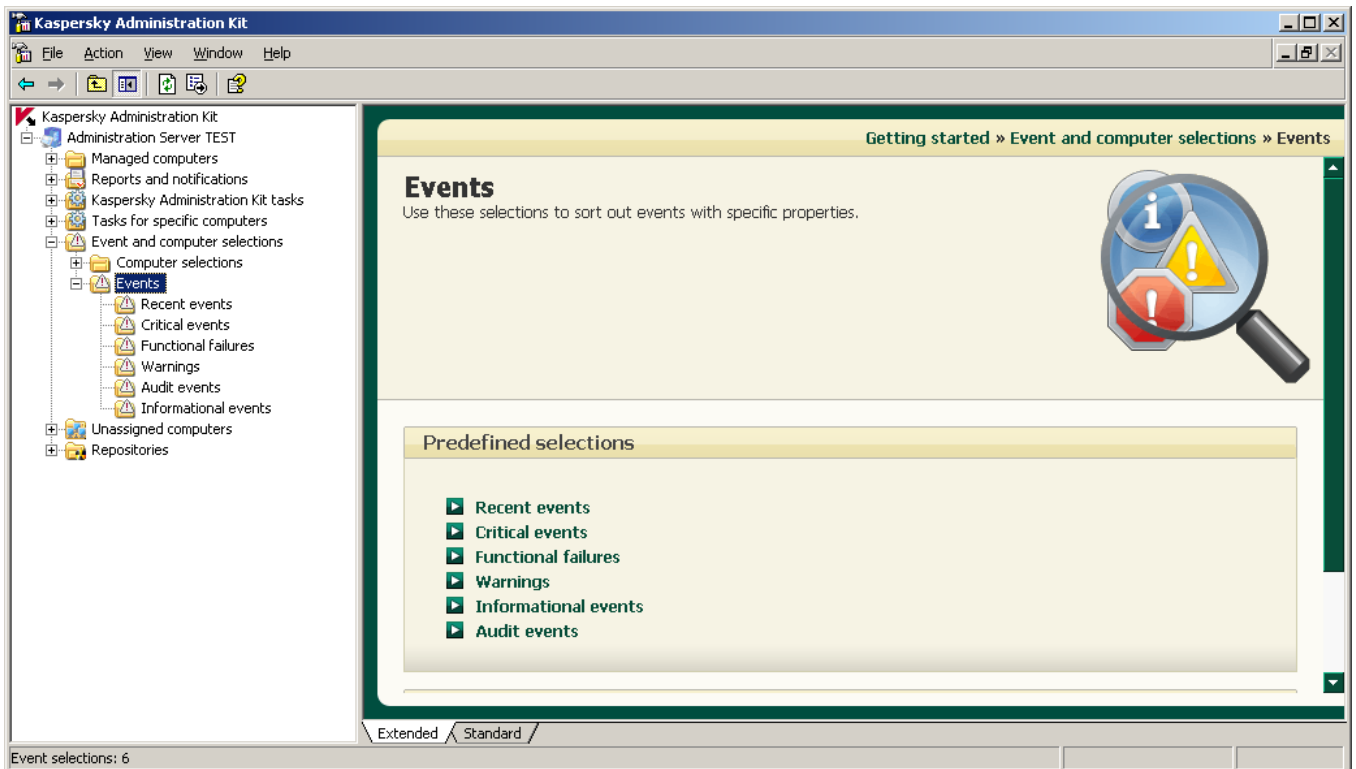 Kaspersky Administration Kit
File Action View Window Help
Kaspersky Administration Kit
Administration Server TEST
Managed computers
Reports and notifications
Kaspersky Administration Kit tasks
Tasks for specific computers
Event and computer selections
Computer selections
Events
Recent events
Critical events
Functional failures
Warnings
Audit events
Informational events
Unassigned computers
Repositories
Getting started » Event and computer selections » Events
Events
Use these selections to sort out events with specific properties.
Predefined selections
Recent events
Critical events
Functional failures
Warnings
Informational events
Audit events
Extended Standard
Event selections: 6